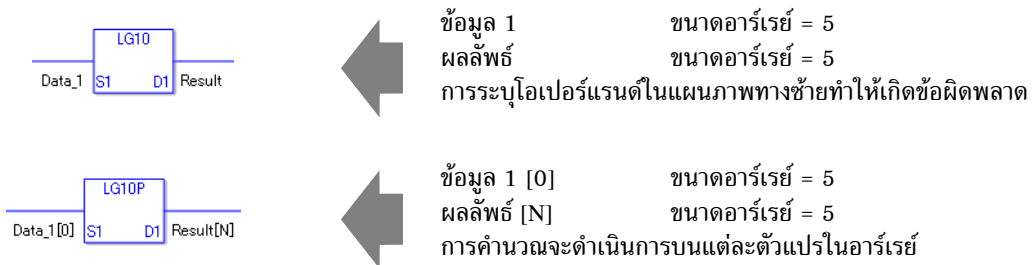 LG10
Data_1 S1 D1 Result
ข้อมูล 1 ขนาดอาร์เรย์ = 5
ผลลัพธ์ ขนาดอาร์เรย์ = 5
การระบุโอเปอร์แรนด์ในแผนภาพทางซ้ายทำให้เกิดข้อผิดพลาด
LG10P
Data_1[0] S1 D1 Result[N]
ข้อมูล 1 [0] ขนาดอาร์เรย์ = 5
ผลลัพธ์ [N] ขนาดอาร์เรย์ = 5
การคำนวณจะดำเนินการบนแต่ละตัวแปรในอาร์เรย์